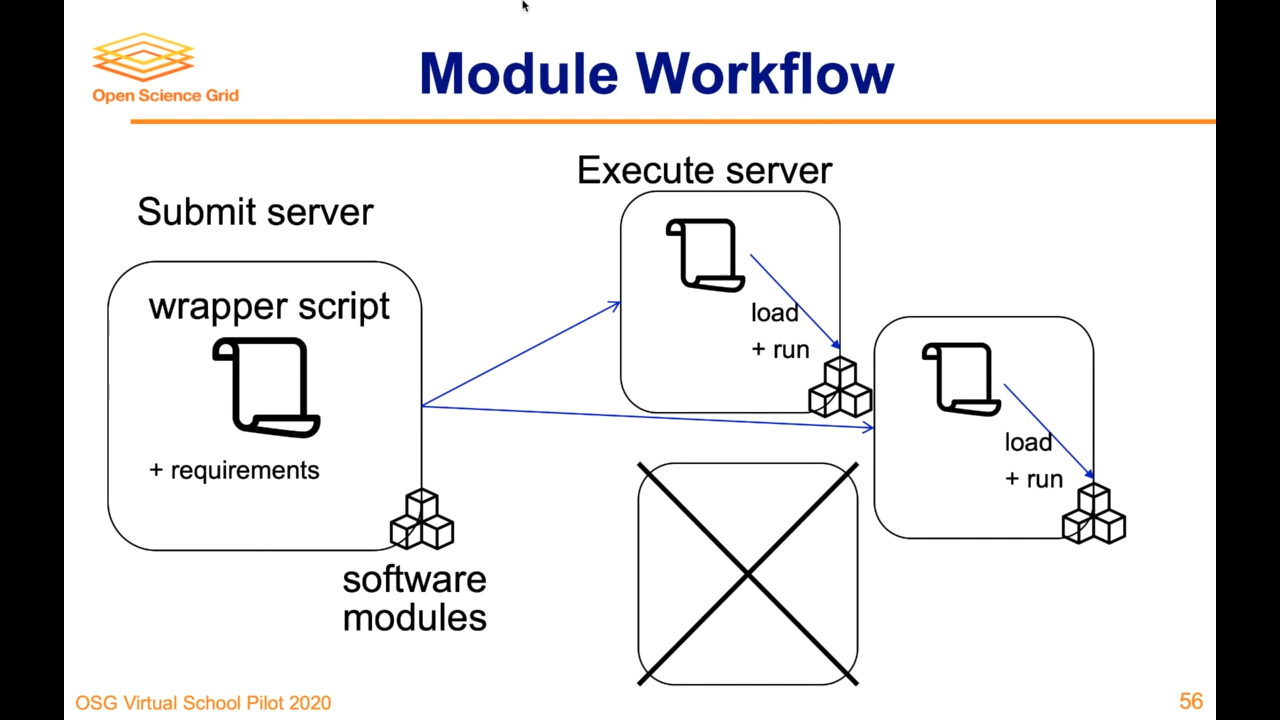 Open Science Grid
Module Workflow
Execute server
Submit server
wrapper script
+ requirements
software
modules
load
+ run
load
+ run
OSG Virtual School Pilot 2020
56